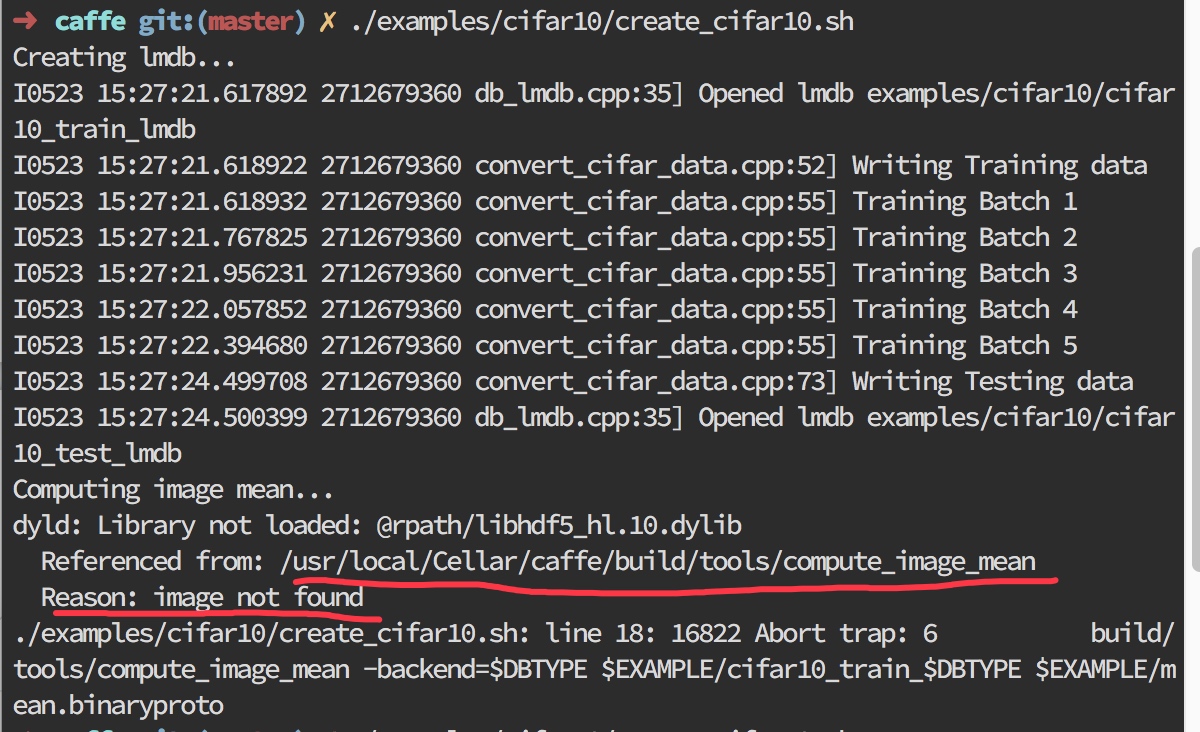 ➜ caffe git:(master) ✗ ./examples/cifar10/create_cifar10.sh
Creating lmdb...
I0523 15:27:21.617892 2712679360 db_lmdb.cpp:35] Opened lmdb examples/cifar10/cifar
10_train_lmdb
I0523 15:27:21.618922 2712679360 convert_cifar_data.cpp:52] Writing Training data
I0523 15:27:21.618932 2712679360 convert_cifar_data.cpp:55] Training Batch 1
I0523 15:27:21.767825 2712679360 convert_cifar_data.cpp:55] Training Batch 2
I0523 15:27:21.956231 2712679360 convert_cifar_data.cpp:55] Training Batch 3
I0523 15:27:22.057852 2712679360 convert_cifar_data.cpp:55] Training Batch 4
I0523 15:27:22.394680 2712679360 convert_cifar_data.cpp:55] Training Batch 5
I0523 15:27:24.499708 2712679360 convert_cifar_data.cpp:73] Writing Testing data
I0523 15:27:24.500399 2712679360 db_lmdb.cpp:35] Opened lmdb examples/cifar10/cifar
10_test_lmdb
Computing image mean...
dyld: Library not loaded: @rpath/libhdf5_hl.10.dylib
  Referenced from: /usr/local/Cellar/caffe/build/tools/compute_image_mean
  Reason: image not found
./examples/cifar10/create_cifar10.sh: line 18: 16822 Abort trap: 6           build/
tools/compute_image_mean -backend=$DBTYPE $EXAMPLE/cifar10_train_$DBTYPE $EXAMPLE/m
ean.binaryproto